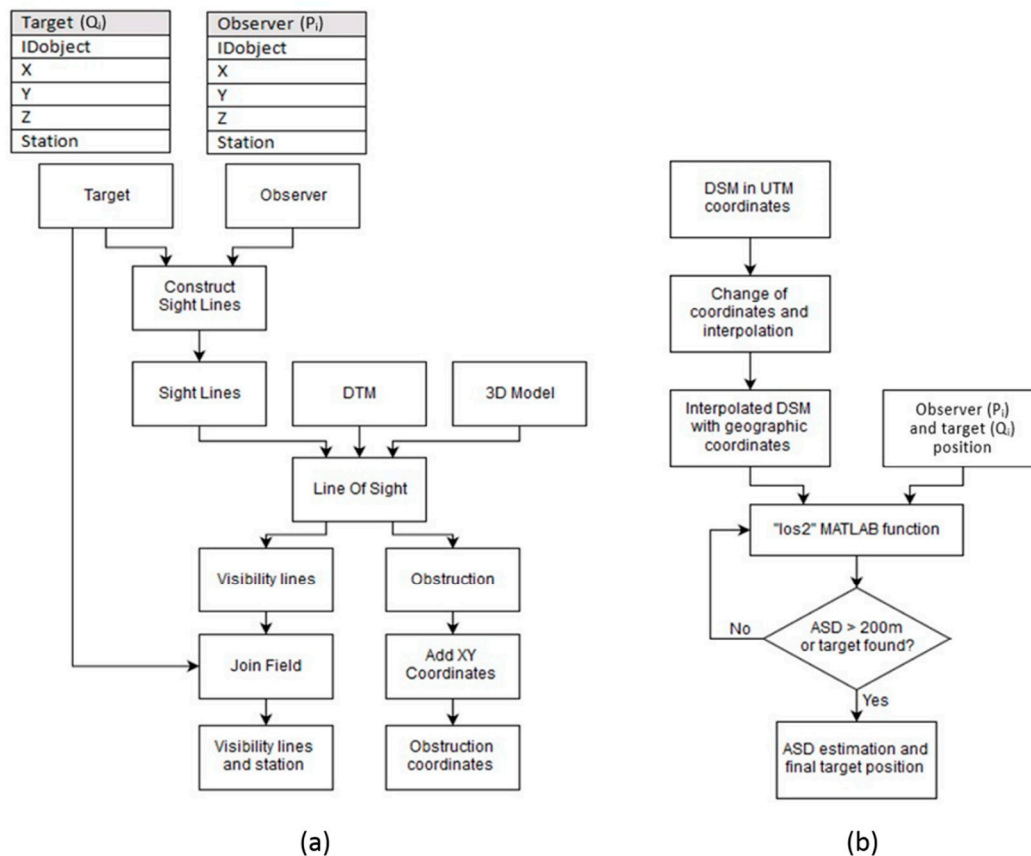 Target (Qᵢ)
IDobject
X
Y
Z
Station
Observer (Pᵢ)
IDobject
X
Y
Z
Station
Target
Observer
Construct
Sight Lines
Sight Lines
DTM
3D Model
Line Of Sight
Visibility lines
Obstruction
Join Field
Add XY
Coordinates
Visibility lines
and station
Obstruction
coordinates
(a)
DSM in UTM
coordinates
Change of
coordinates and
interpolation
Interpolated DSM
with geographic
coordinates
Observer (Pᵢ)
and target (Qᵢ)
position
"los2" MATLAB function
No
ASD > 200m
or target found?
Yes
ASD estimation and
final target position
(b)